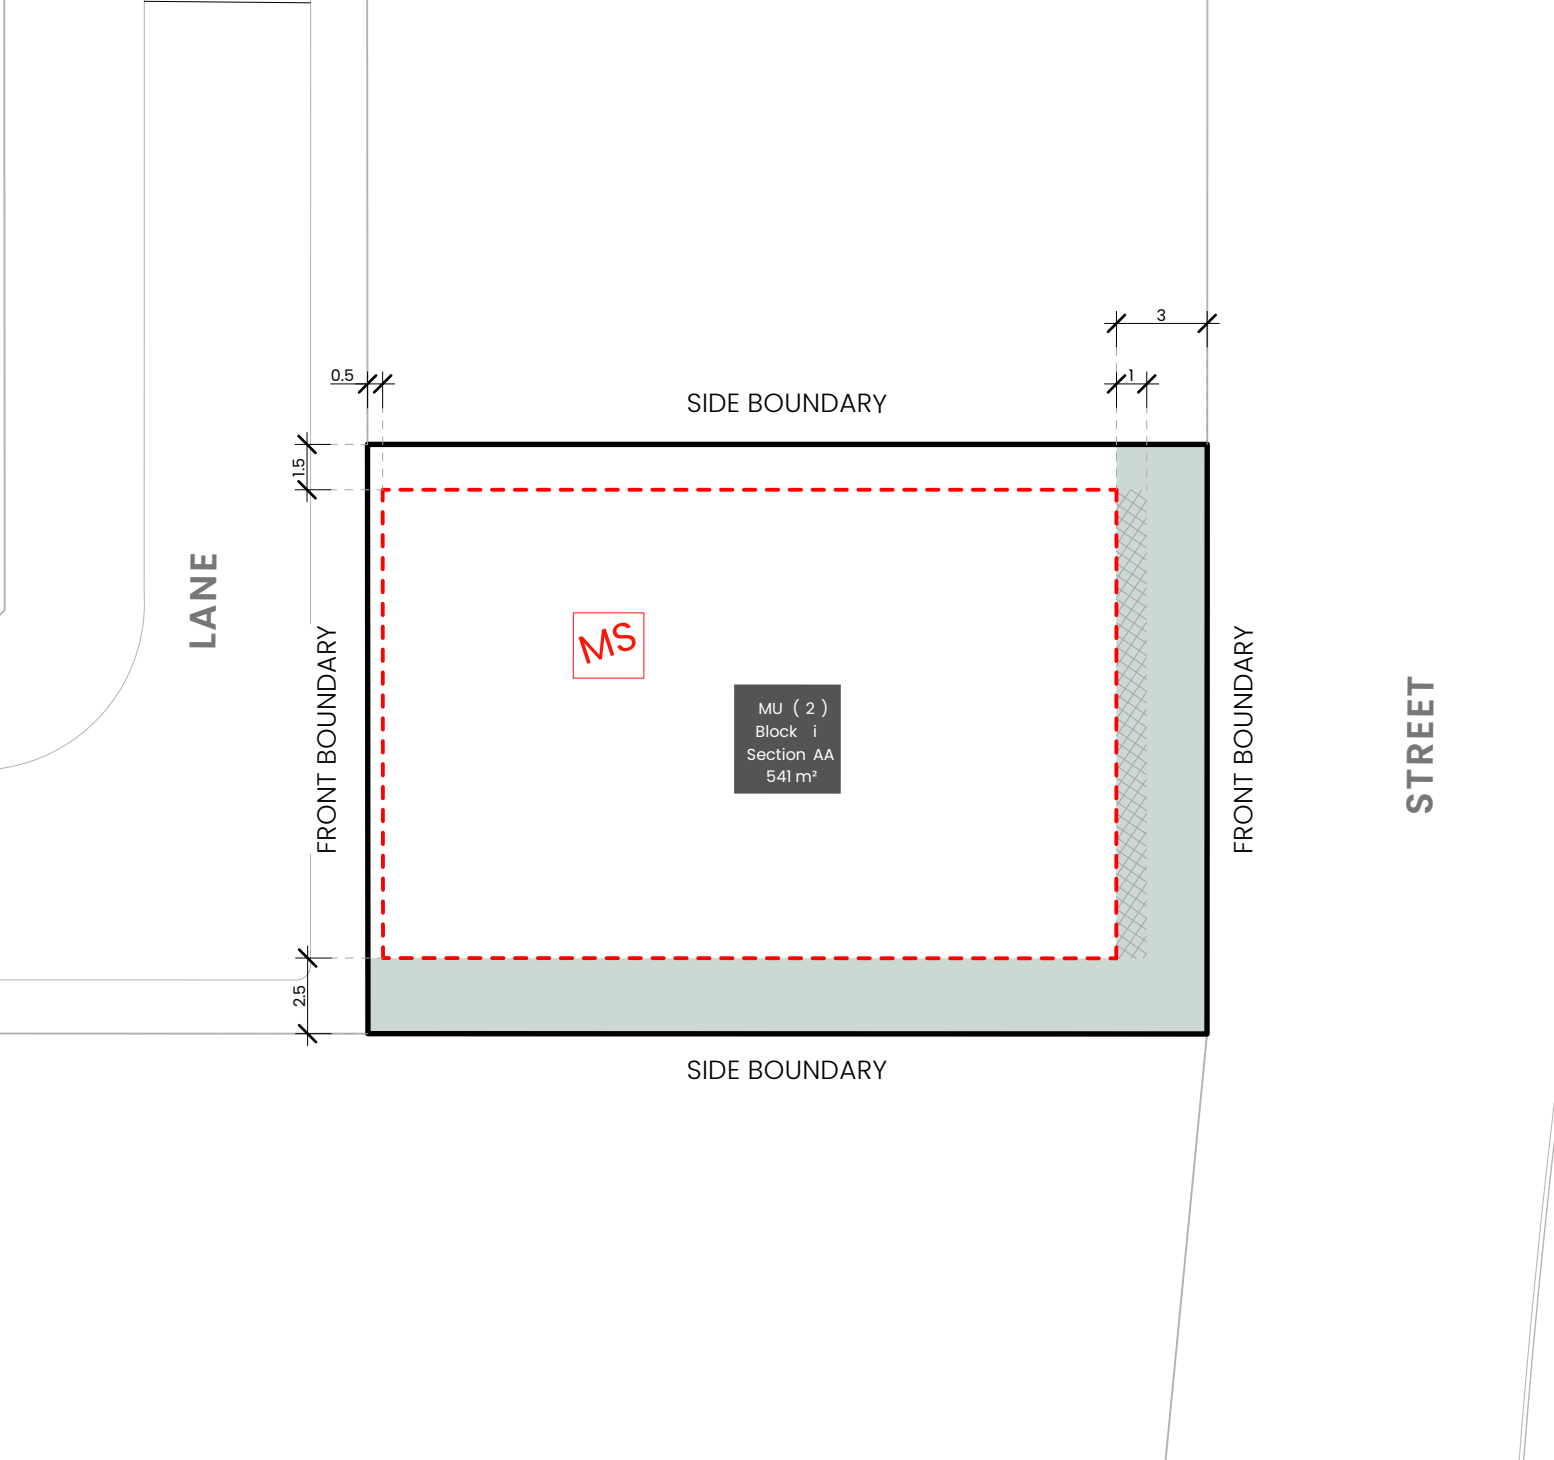 3
0.5
1
SIDE BOUNDARY
1.5
LANE
MS
FRONT BOUNDARY
MU ( 2 )
Block i
Section AA
541 m²
FRONT BOUNDARY
STREET
2.5
SIDE BOUNDARY